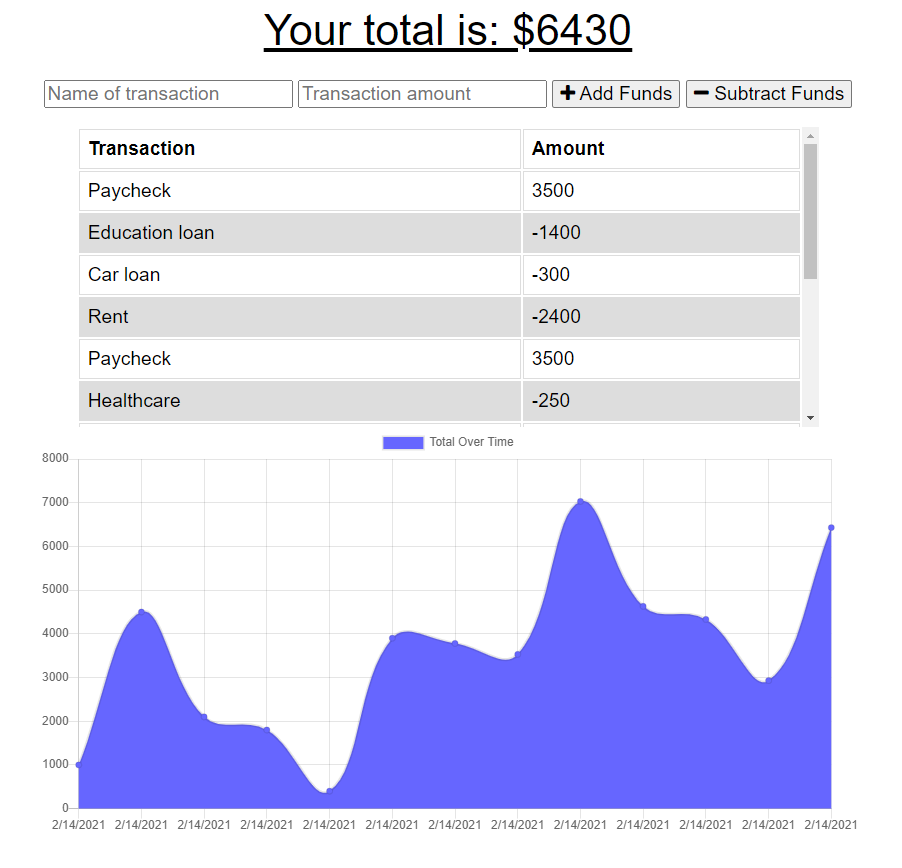 Your total is: $6430
Name of transaction Transaction amount Add Funds Subtract Funds
Transaction Amount
Paycheck 3500
Education loan -1400
Car loan -300
Rent -2400
Paycheck 3500
Healthcare -250
Total Over Time
8000
7000
6000
5000
4000
3000
2000
1000
0
2/14/2021 2/14/2021 2/14/2021 2/14/2021 2/14/2021 2/14/2021 2/14/2021 2/14/2021 2/14/2021 2/14/2021 2/14/2021 2/14/2021 2/14/2021